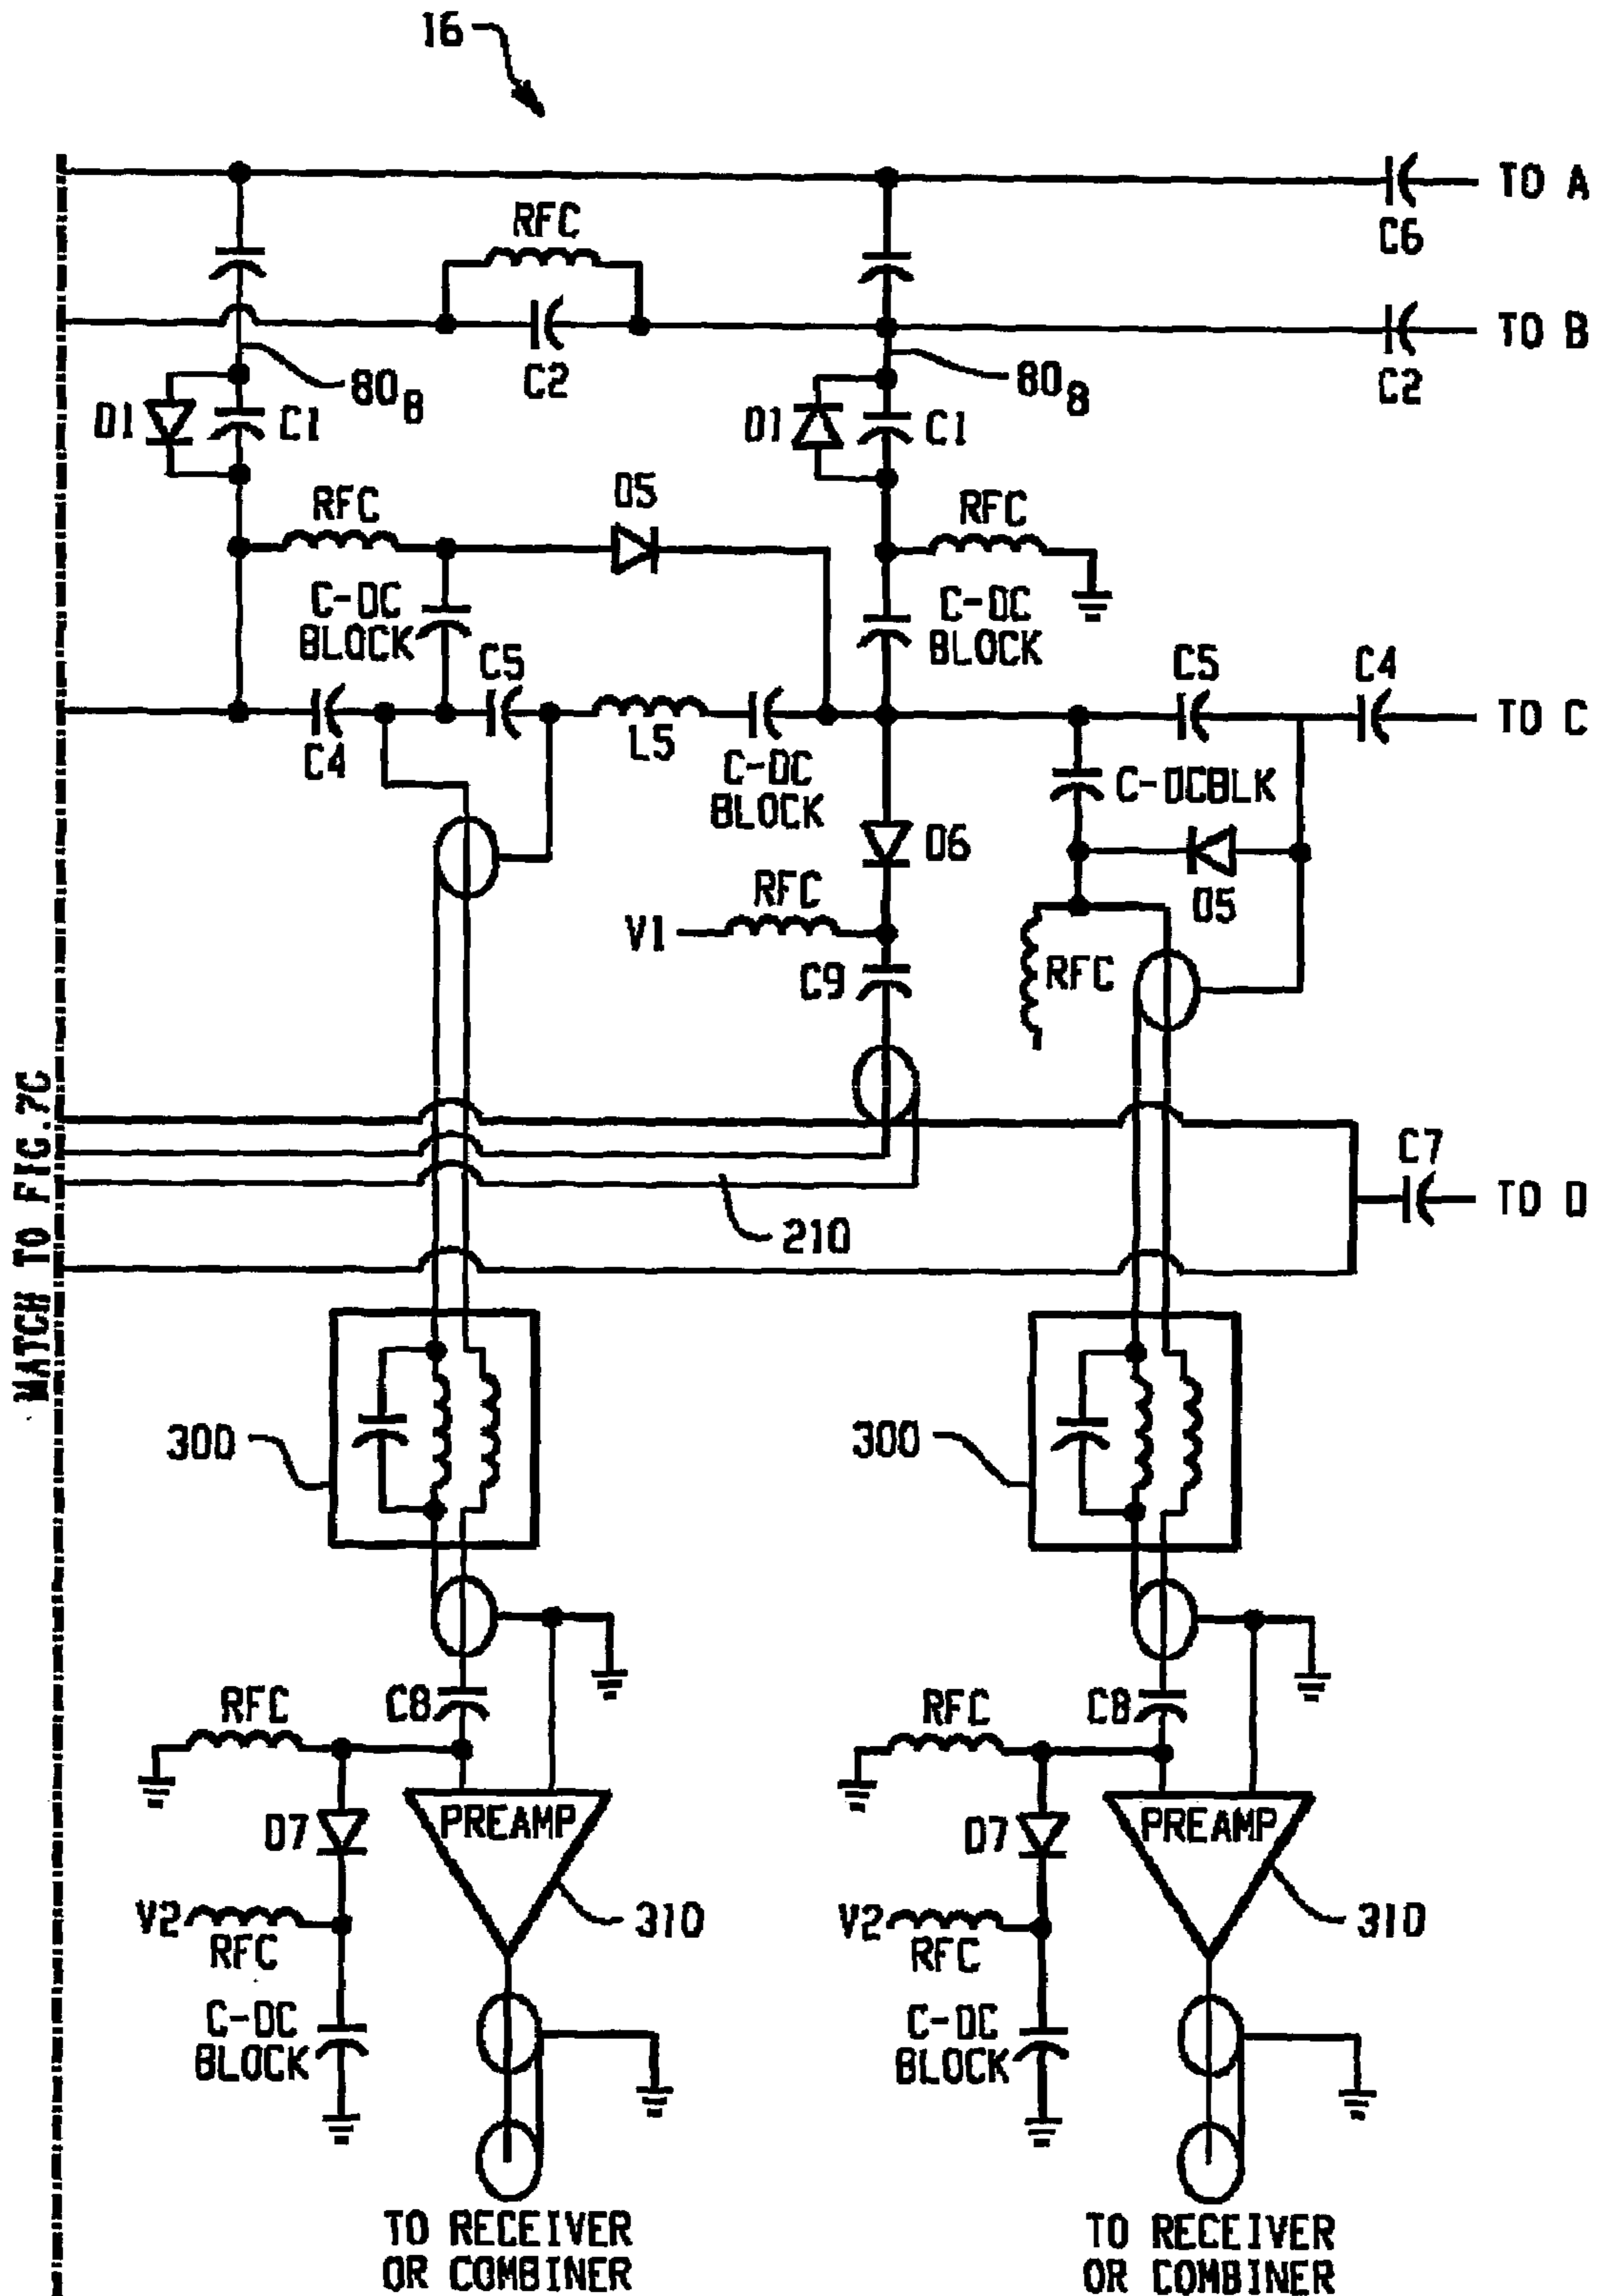 16
TO A
C6
RFC
TO B
C2
C2
80B
80B
D1
C1
D1
C1
RFC
D5
RFC
C-DC
BLOCK
C-DC
BLOCK
C5
C5
C4
TO C
C4
L5
C-DC
BLOCK
C-DCBLK
D6
D5
RFC
V1
RFC
C9
MATCH TO FIG.7C
C7
TO D
210
300
300
RFC
C8
RFC
C8
D7
PREAMP
D7
PREAMP
V2
RFC
310
V2
RFC
310
C-DC
BLOCK
C-DC
BLOCK
TO RECEIVER
OR COMBINER
TO RECEIVER
OR COMBINER